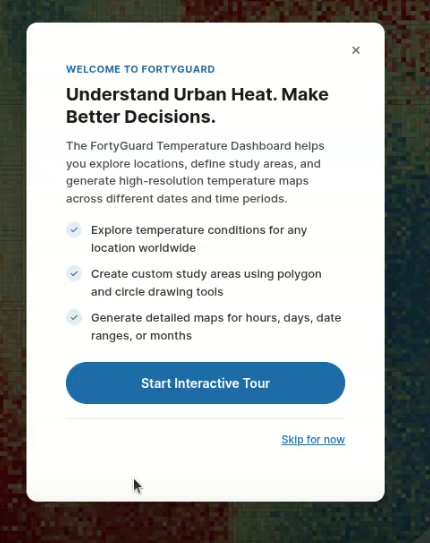 WELCOME TO FORTYGUARD
Understand Urban Heat. Make
Better Decisions.
The FortyGuard Temperature Dashboard helps
you explore locations, define study areas, and
generate high-resolution temperature maps
across different dates and time periods.
Explore temperature conditions for any
location worldwide
Create custom study areas using polygon
and circle drawing tools
Generate detailed maps for hours, days, date
ranges, or months
Start Interactive Tour
Skip for now